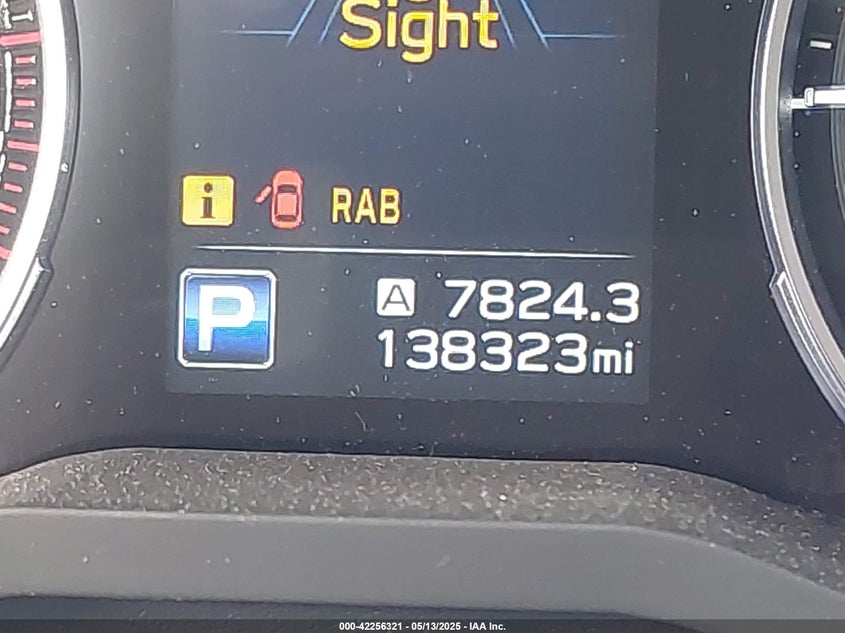 Sight
i RAB
P A 7824.3
138323mi
000-42256321 - 05/13/2025 - IAA Inc.